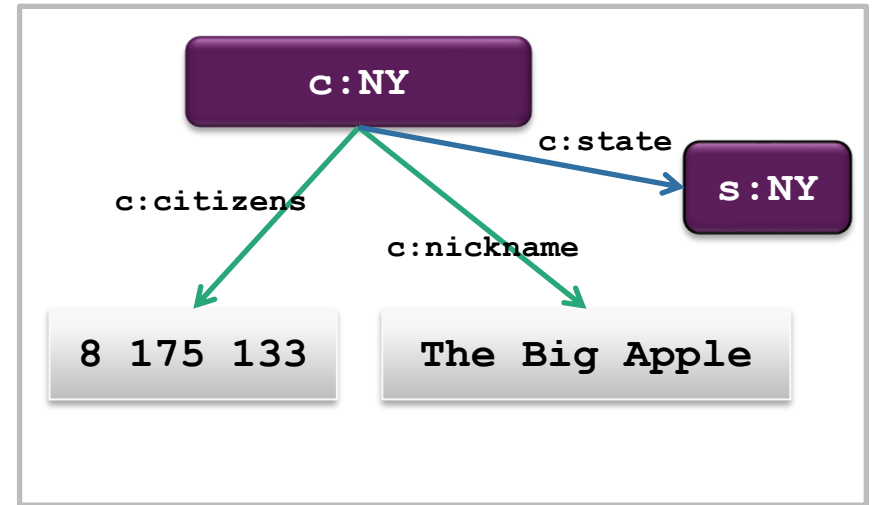 c:NY
c:state
s:NY
c:citizens
c:nickname
8 175 133
The Big Apple